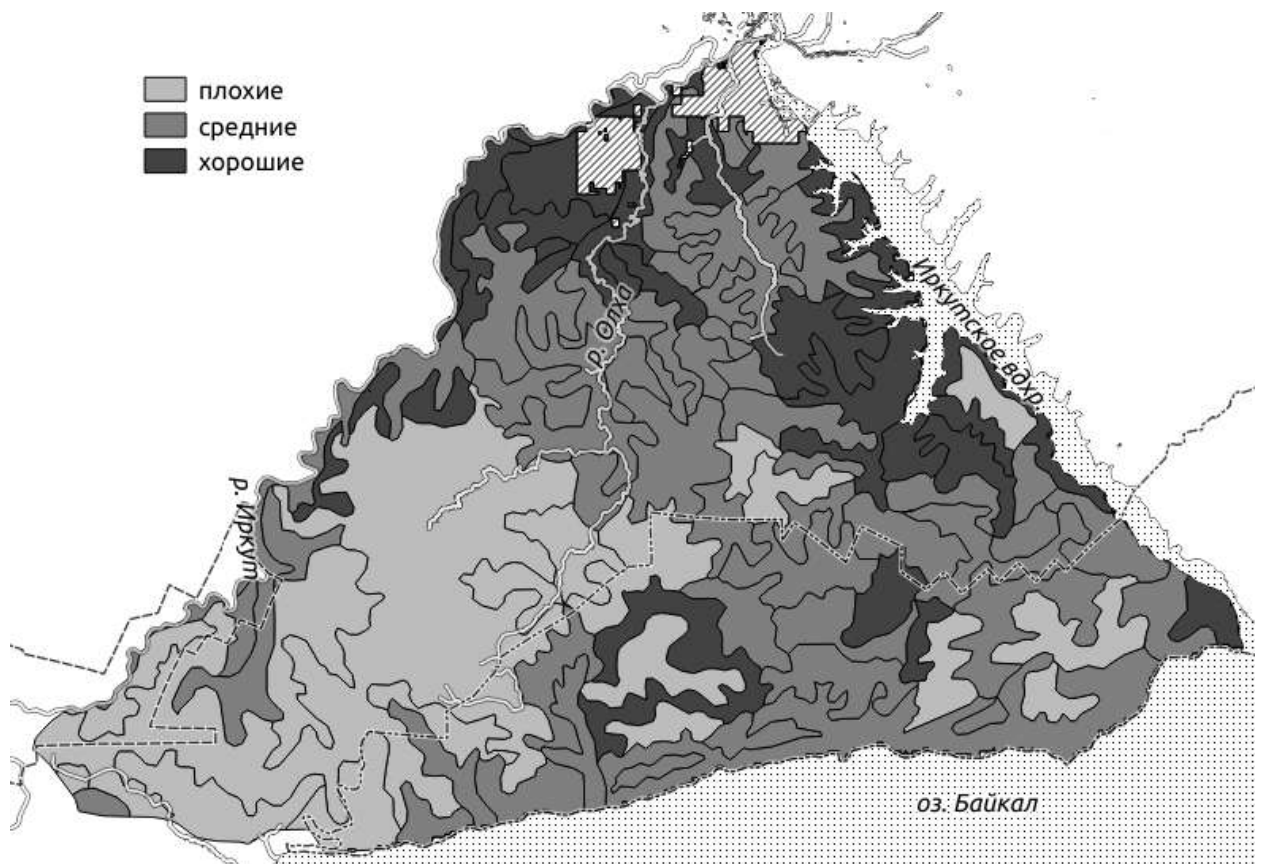 плохие
средние
хорошие
р. Олха
Иркутское вдхр.
р. Иркут
оз. Байкал